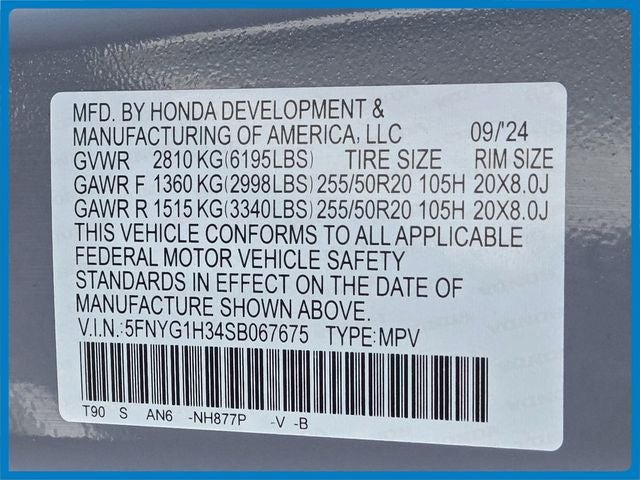 MFD. BY HONDA DEVELOPMENT &
MANUFACTURING OF AMERICA, LLC 09/'24
GVWR 2810 KG(6195LBS) TIRE SIZE RIM SIZE
GAWR F 1360 KG(2998LBS) 255/50R20 105H 20X8.0J
GAWR R 1515 KG(3340LBS) 255/50R20 105H 20X8.0J
THIS VEHICLE CONFORMS TO ALL APPLICABLE
FEDERAL MOTOR VEHICLE SAFETY
STANDARDS IN EFFECT ON THE DATE OF
MANUFACTURE SHOWN ABOVE.
V.I.N.:5FNYG1H34SB067675 TYPE:MPV
T90 S AN6 -NH877P -V -B